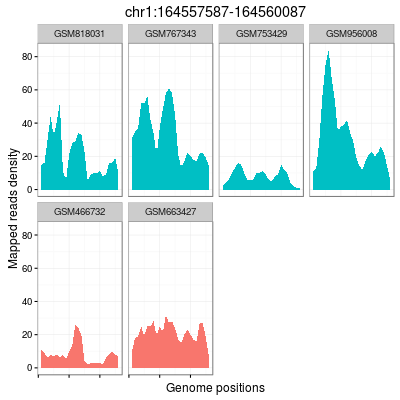 chr1:164557587-164560087
GSM818031 GSM767343 GSM753429 GSM956008
80
60
40
20
0
GSM466732 GSM663427
80
60
40
20
0
Mapped reads density
Genome positions